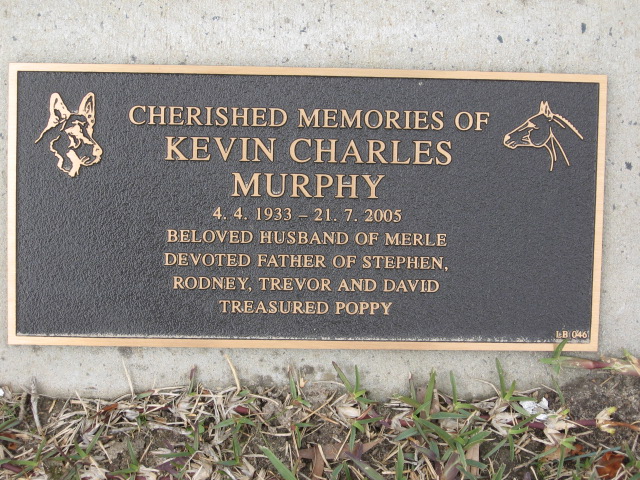 CHERISHED MEMORIES OF
KEVIN CHARLES
MURPHY
4. 4. 1933 – 21. 7. 2005
BELOVED HUSBAND OF MERLE
DEVOTED FATHER OF STEPHEN,
RODNEY, TREVOR AND DAVID
TREASURED POPPY